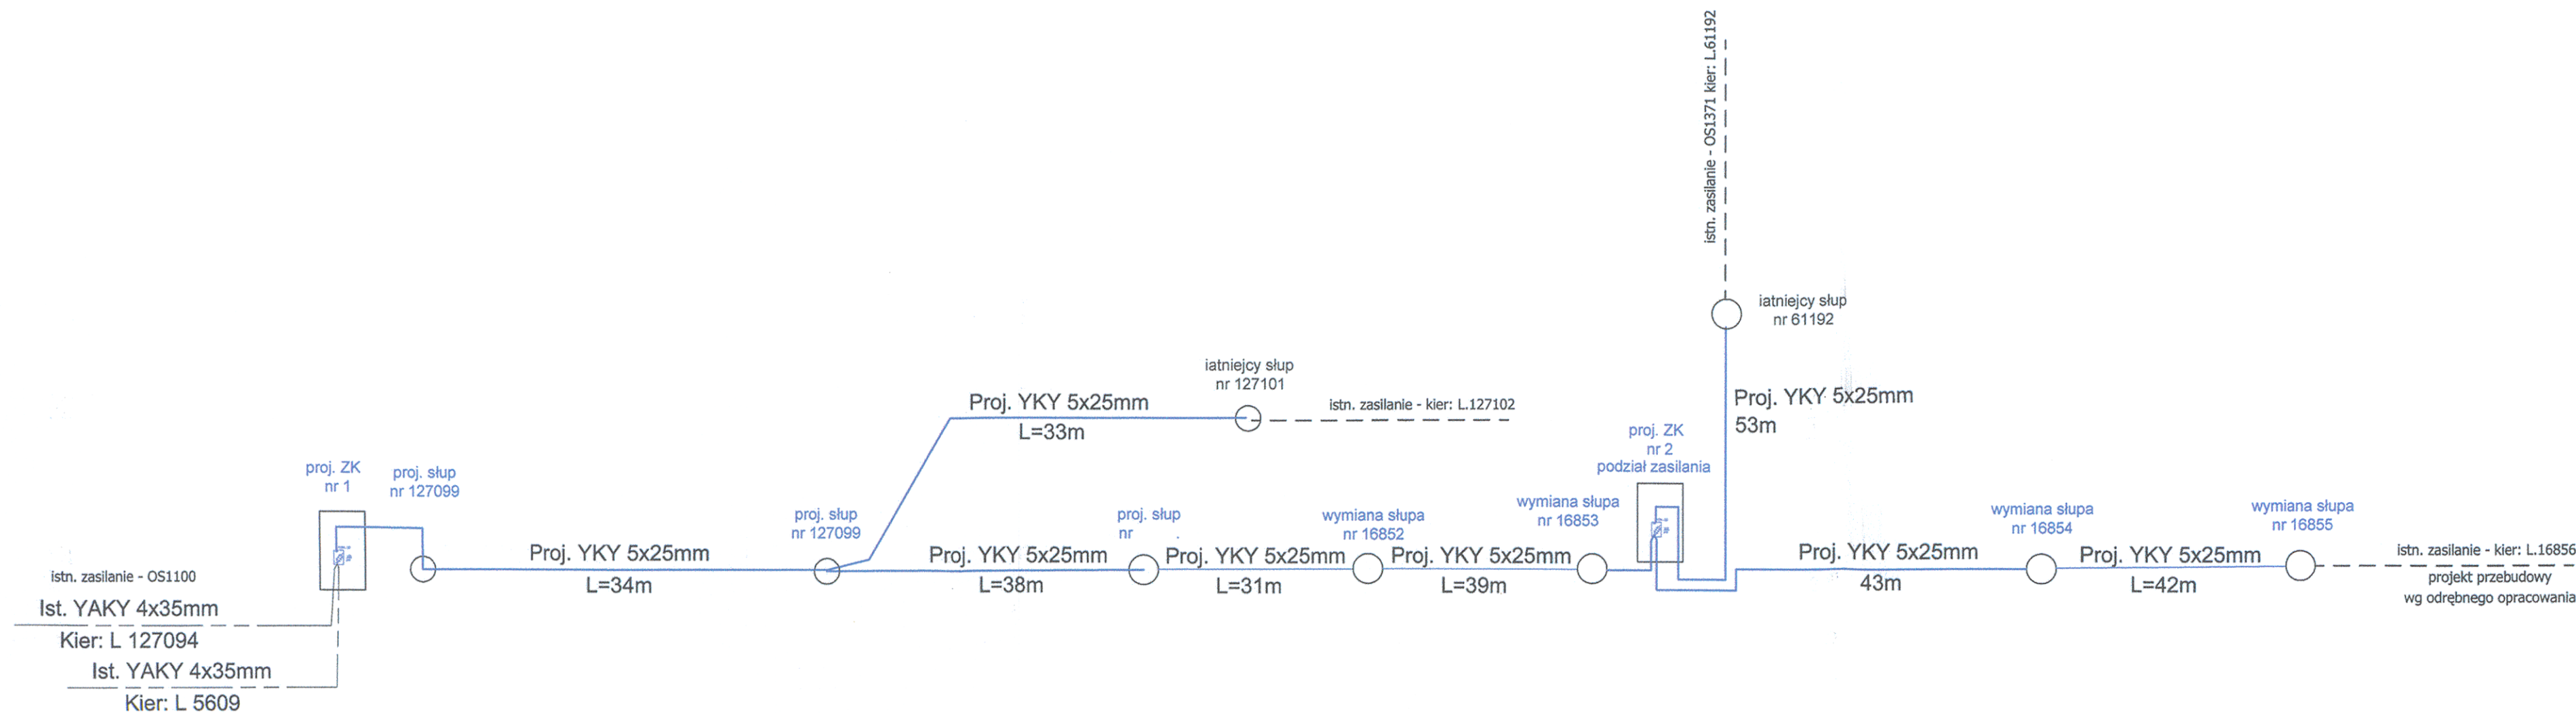 istn. zasilanie - OS1371 kier: L.61192
iatniejcy słup
nr 61192
Proj. YKY 5x25mm
53m
iatniejcy słup
nr 127101
Proj. YKY 5x25mm
L=33m
istn. zasilanie - kier: L.127102
proj. ZK
nr 1
proj. słup
nr 127099
Proj. YKY 5x25mm
L=34m
proj. słup
nr 127099
Proj. YKY 5x25mm
L=38m
proj. słup
nr
Proj. YKY 5x25mm
L=31m
wymiana słupa
nr 16852
Proj. YKY 5x25mm
L=39m
wymiana słupa
nr 16853
proj. ZK
nr 2
podział zasilania
Proj. YKY 5x25mm
43m
wymiana słupa
nr 16854
Proj. YKY 5x25mm
L=42m
wymiana słupa
nr 16855
istn. zasilanie - kier: L.16856
projekt przebudowy
wg odrębnego opracowania
istn. zasilanie - OS1100
Ist. YAKY 4x35mm
Kier: L 127094
Ist. YAKY 4x35mm
Kier: L 5609